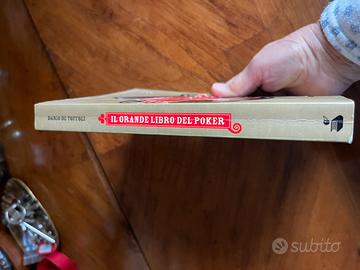 DARIO DE TOFFOLI
IL GRANDE LIBRO DEL POKER
subito